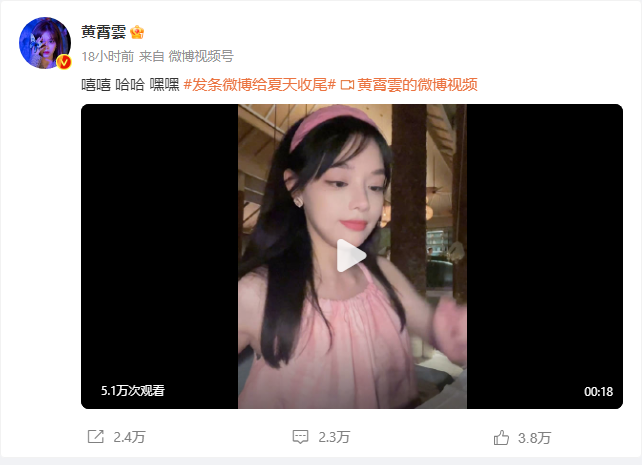 黄霄雲
18小时前 来自 微博视频号
嘻嘻 哈哈 嘿嘿 #发条微博给夏天收尾# 黄霄雲的微博视频
5.1万次观看
00:18
2.4万
2.3万
3.8万